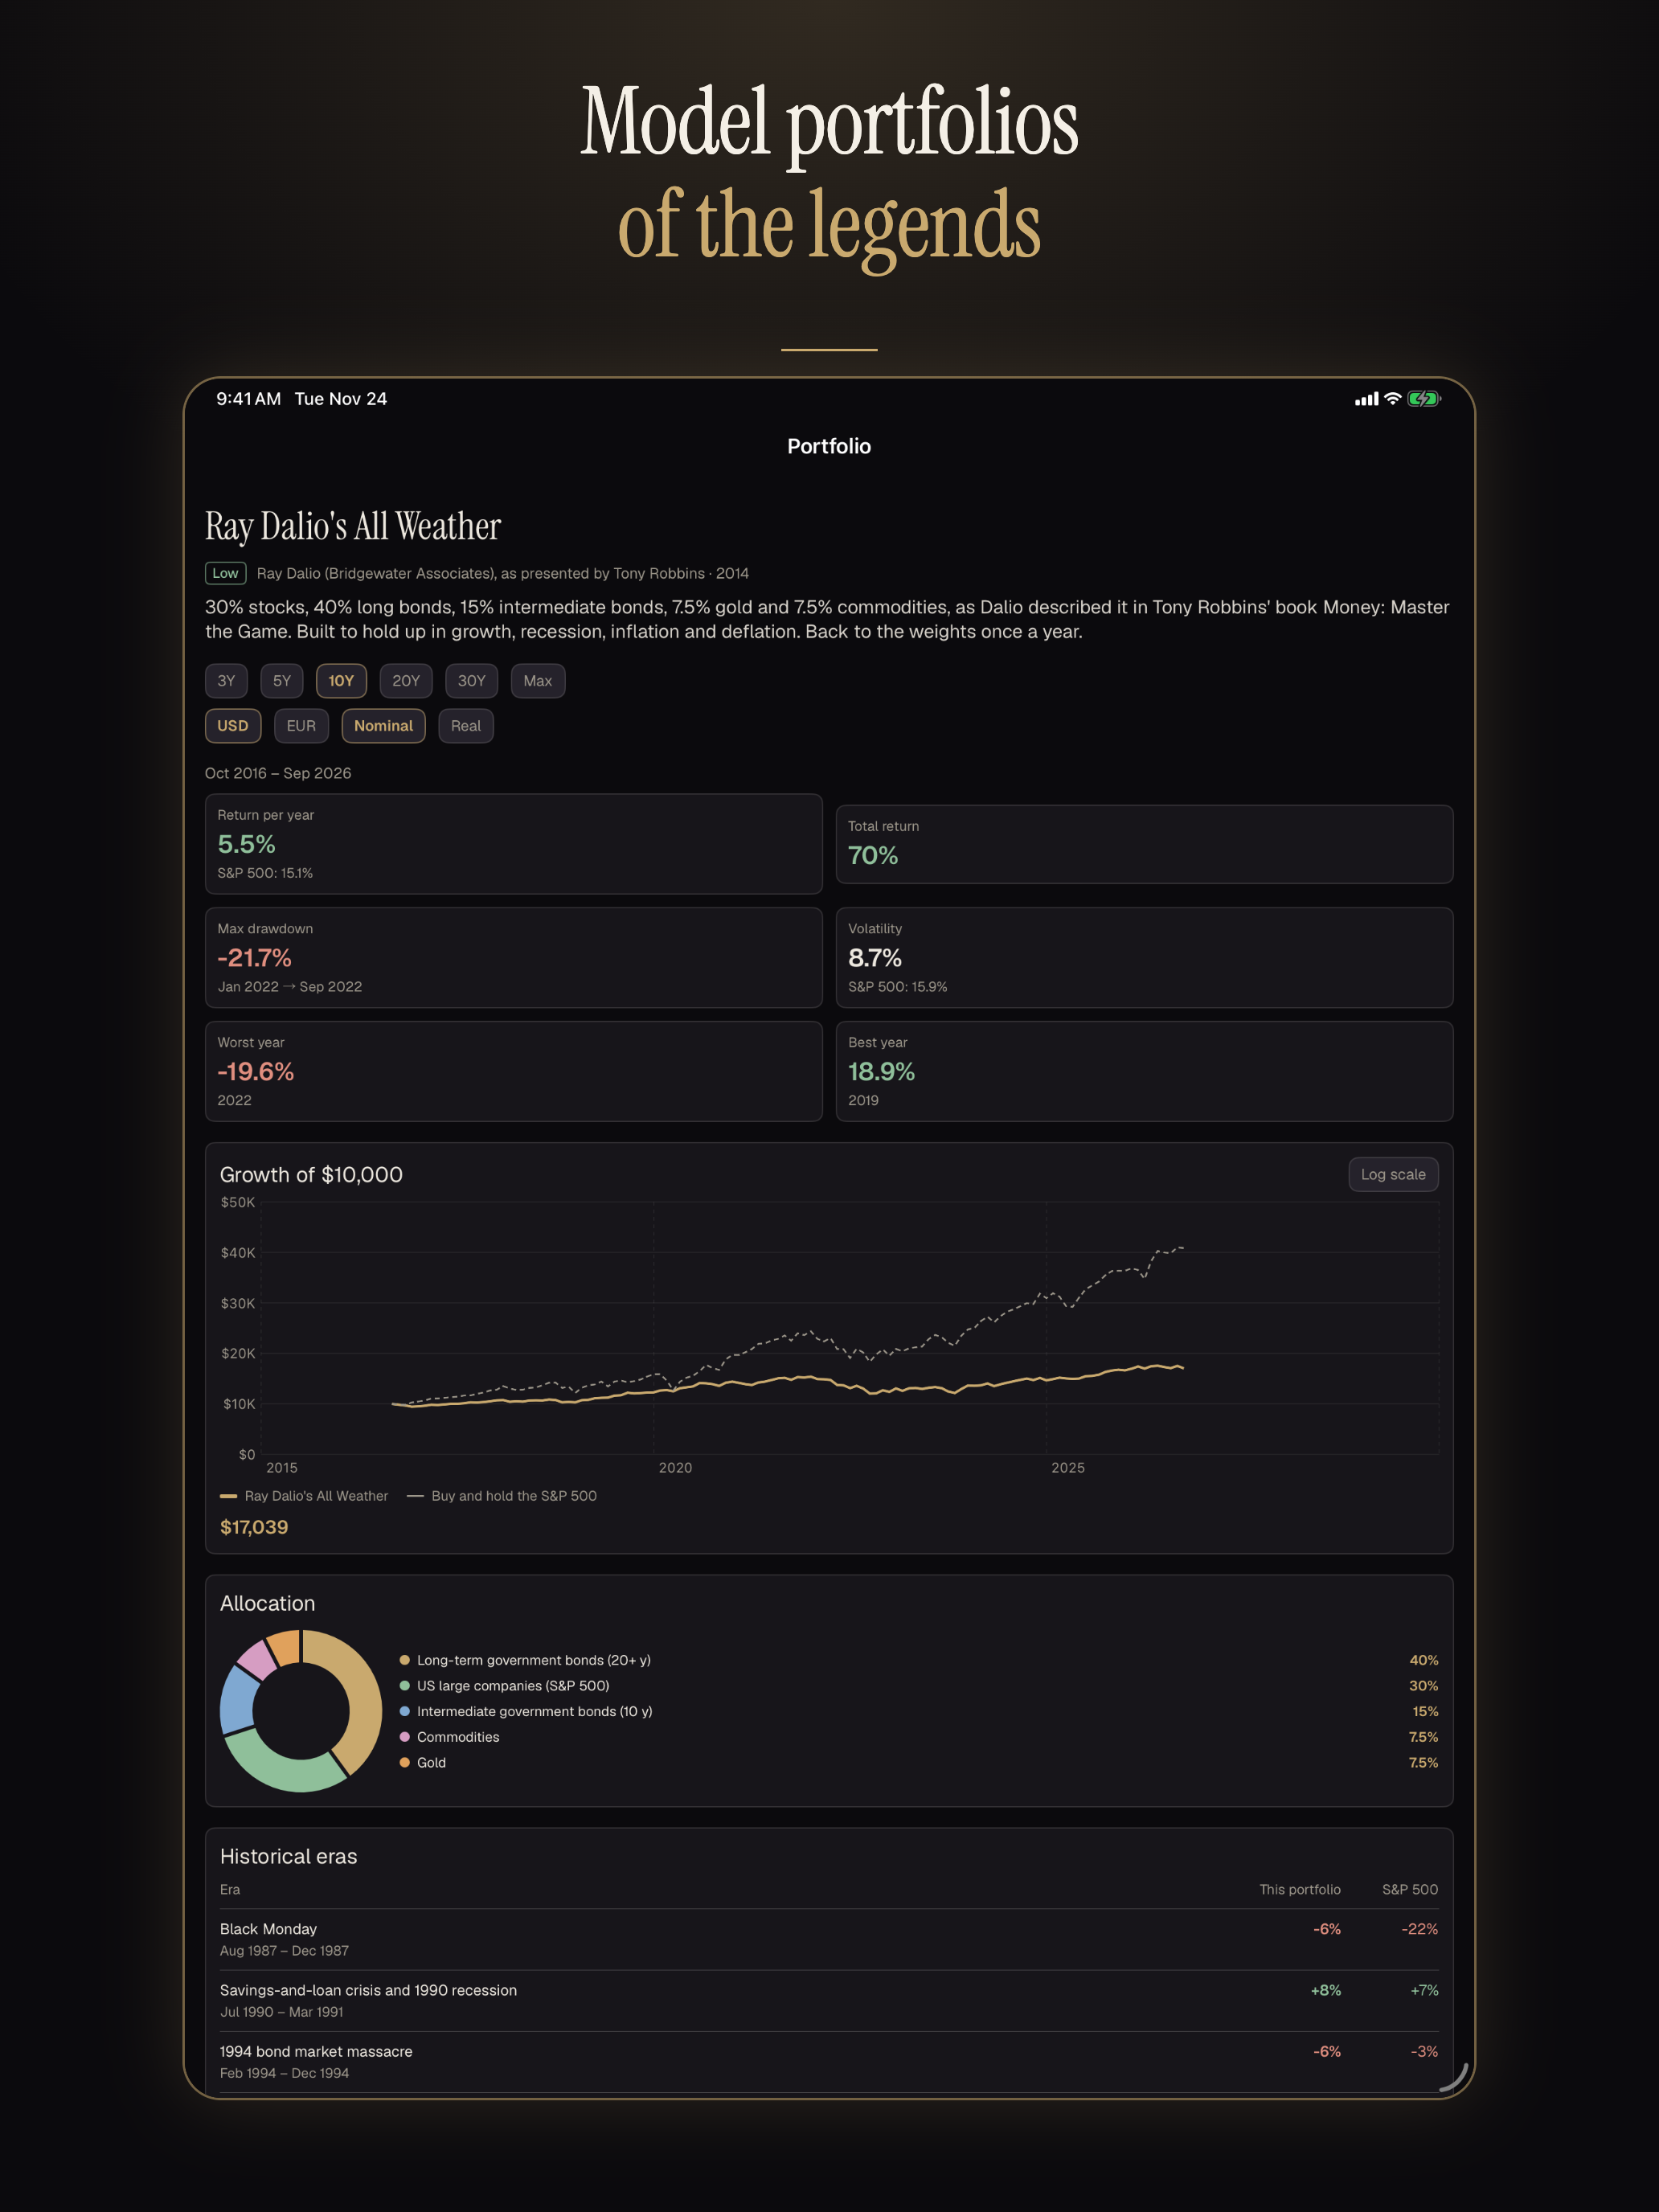 Model portfolios
of the legends
9:41 AM Tue Nov 24
Portfolio
Ray Dalio's All Weather
Low Ray Dalio (Bridgewater Associates), as presented by Tony Robbins · 2014
30% stocks, 40% long bonds, 15% intermediate bonds, 7.5% gold and 7.5% commodities, as Dalio described it in Tony Robbins' book Money: Master
the Game. Built to hold up in growth, recession, inflation and deflation. Back to the weights once a year.
3Y 5Y 10Y 20Y 30Y Max
USD EUR Nominal Real
Oct 2016 – Sep 2026
Return per year
5.5%
S&P 500: 15.1%
Total return
70%
Max drawdown
-21.7%
Jan 2022 → Sep 2022
Volatility
8.7%
S&P 500: 15.9%
Worst year
-19.6%
2022
Best year
18.9%
2019
Growth of $10,000
Log scale
$50K
$40K
$30K
$20K
$10K
$0
2015 2020 2025
Ray Dalio's All Weather Buy and hold the S&P 500
$17,039
Allocation
Long-term government bonds (20+ y) 40%
US large companies (S&P 500) 30%
Intermediate government bonds (10 y) 15%
Commodities 7.5%
Gold 7.5%
Historical eras
Era This portfolio S&P 500
Black Monday -6% -22%
Aug 1987 – Dec 1987
Savings-and-loan crisis and 1990 recession +8% +7%
Jul 1990 – Mar 1991
1994 bond market massacre -6% -3%
Feb 1994 – Dec 1994